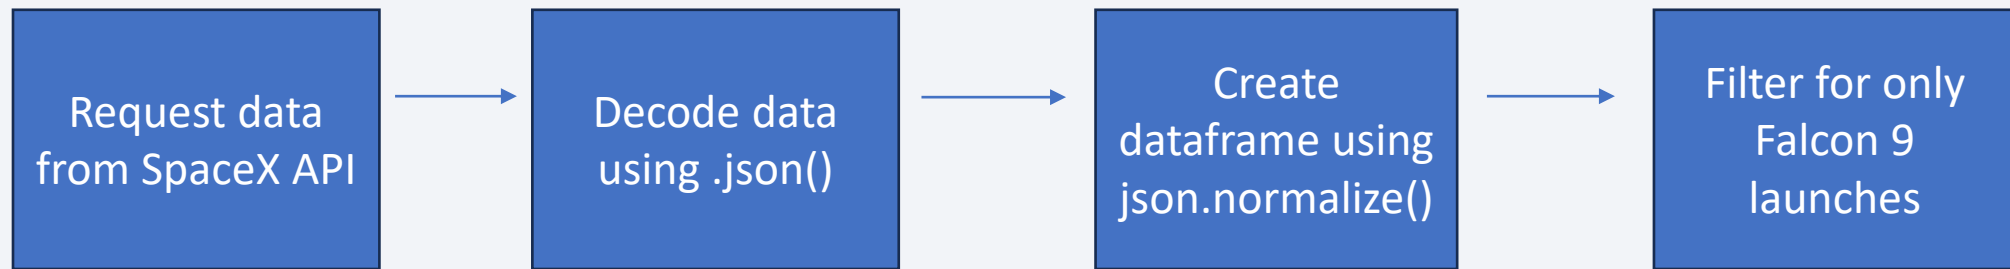 Request data
from SpaceX API
Decode data
using .json()
Create
dataframe using
json.normalize()
Filter for only
Falcon 9
launches